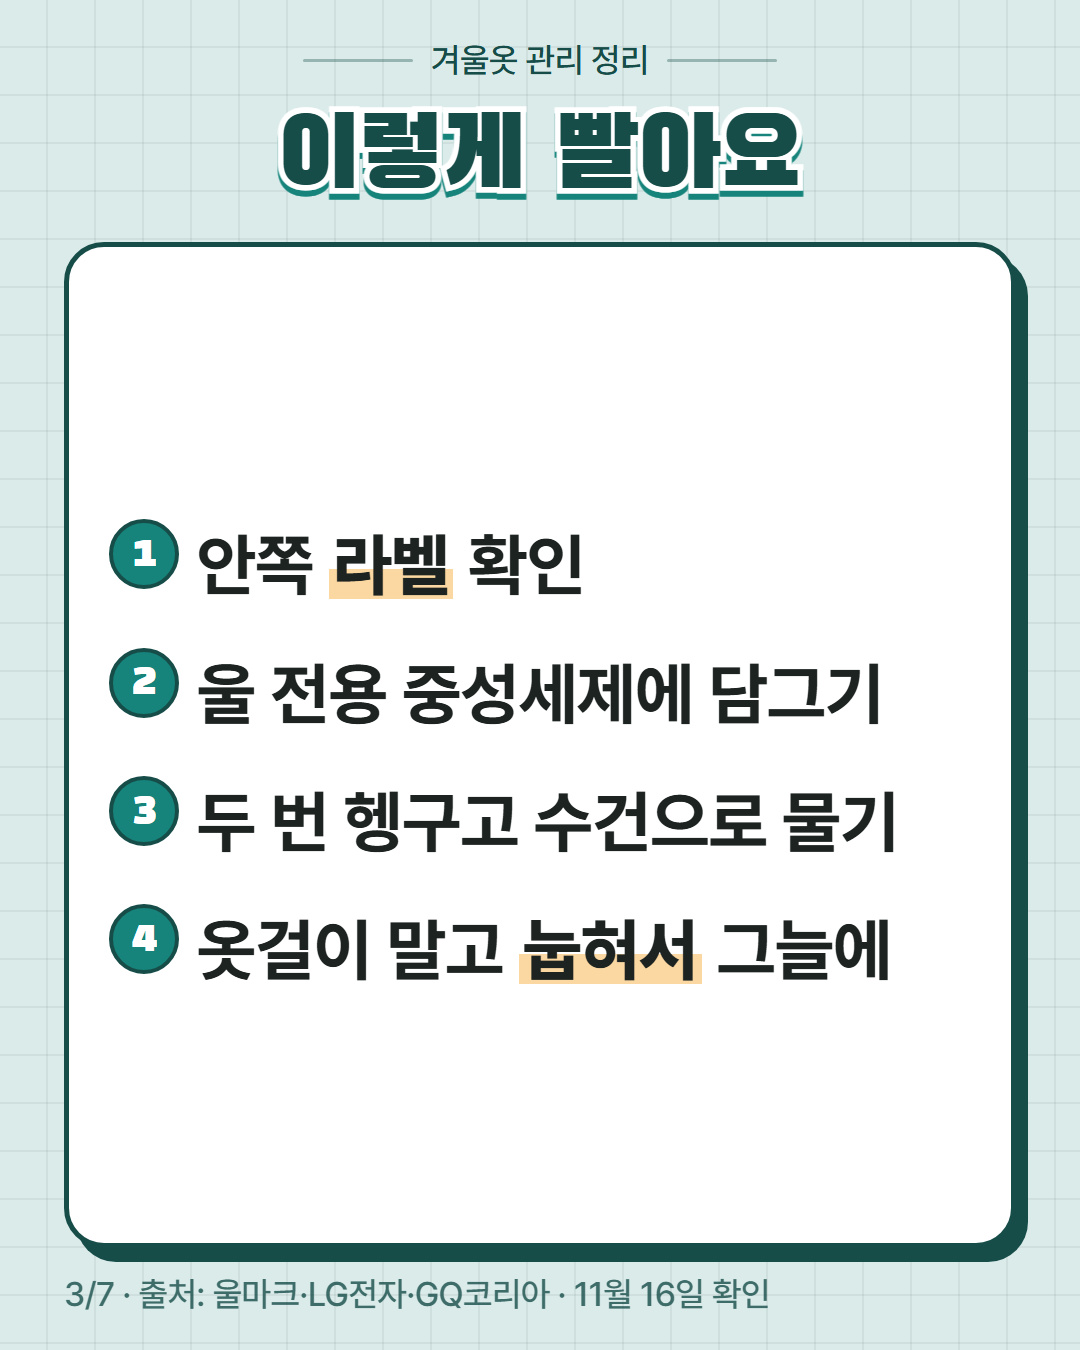 겨울옷 관리 정리
이렇게 빨아요
1 안쪽 라벨 확인
2 울 전용 중성세제에 담그기
3 두 번 헹구고 수건으로 물기
4 옷걸이 말고 눕혀서 그늘에
3/7 · 출처: 울마크·LG전자·GQ코리아 · 11월 16일 확인